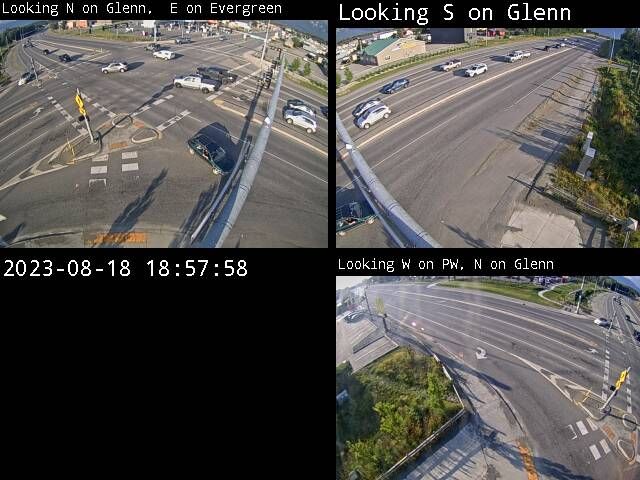 Looking N on Glenn, E on Evergreen
Looking S on Glenn
2023-08-18 18:57:58
Looking W on PW, N on Glenn